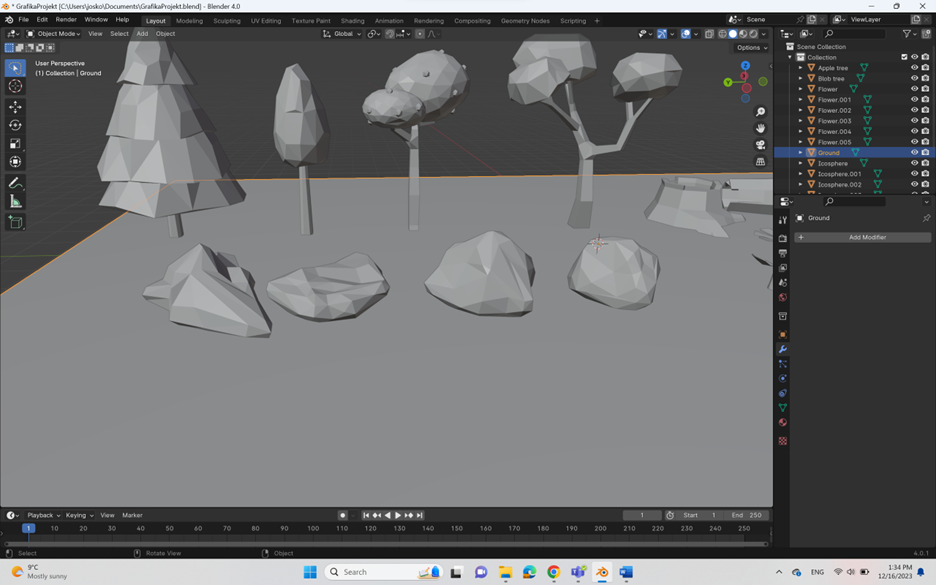 * GrafikaProjekt [C:\Users\josko\Documents\GrafikaProjekt.blend] - Blender 4.0
File Edit Render Window Help Layout Modeling Sculpting UV Editing Texture Paint Shading Animation Rendering Compositing Geometry Nodes Scripting + Scene ViewLayer
Object Mode View Select Add Object Global
Options
User Perspective
(1) Collection | Ground
Z
Y
Scene Collection
Collection
Apple tree
Blob tree
Flower
Flower.001
Flower.002
Flower.003
Flower.004
Flower.005
Ground
Icosphere
Icosphere.001
Icosphere.002
Ground
+ Add Modifier
Playback Keying View Marker 1 Start 1 End 250
1 10 20 30 40 50 60 70 80 90 100 110 120 130 140 150 160 170 180 190 200 210 220 230 240 250
Select Rotate View Object 4.0.1
9°C
Mostly sunny
Search
ENG
1:34 PM
12/16/2023